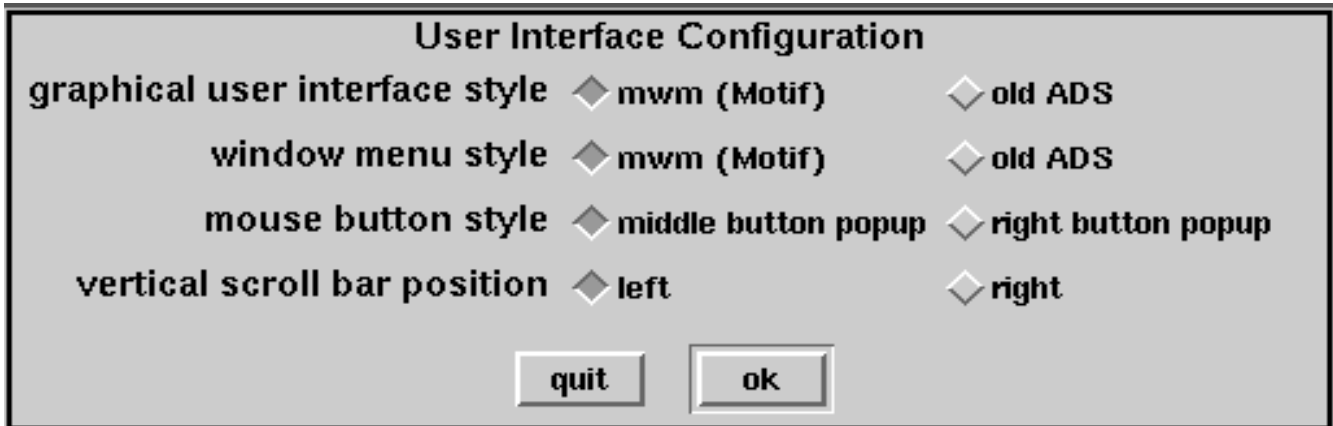 User Interface Configuration
graphical user interface style mwm (Motif) old ADS
window menu style mwm (Motif) old ADS
mouse button style middle button popup right button popup
vertical scroll bar position left right
quit ok